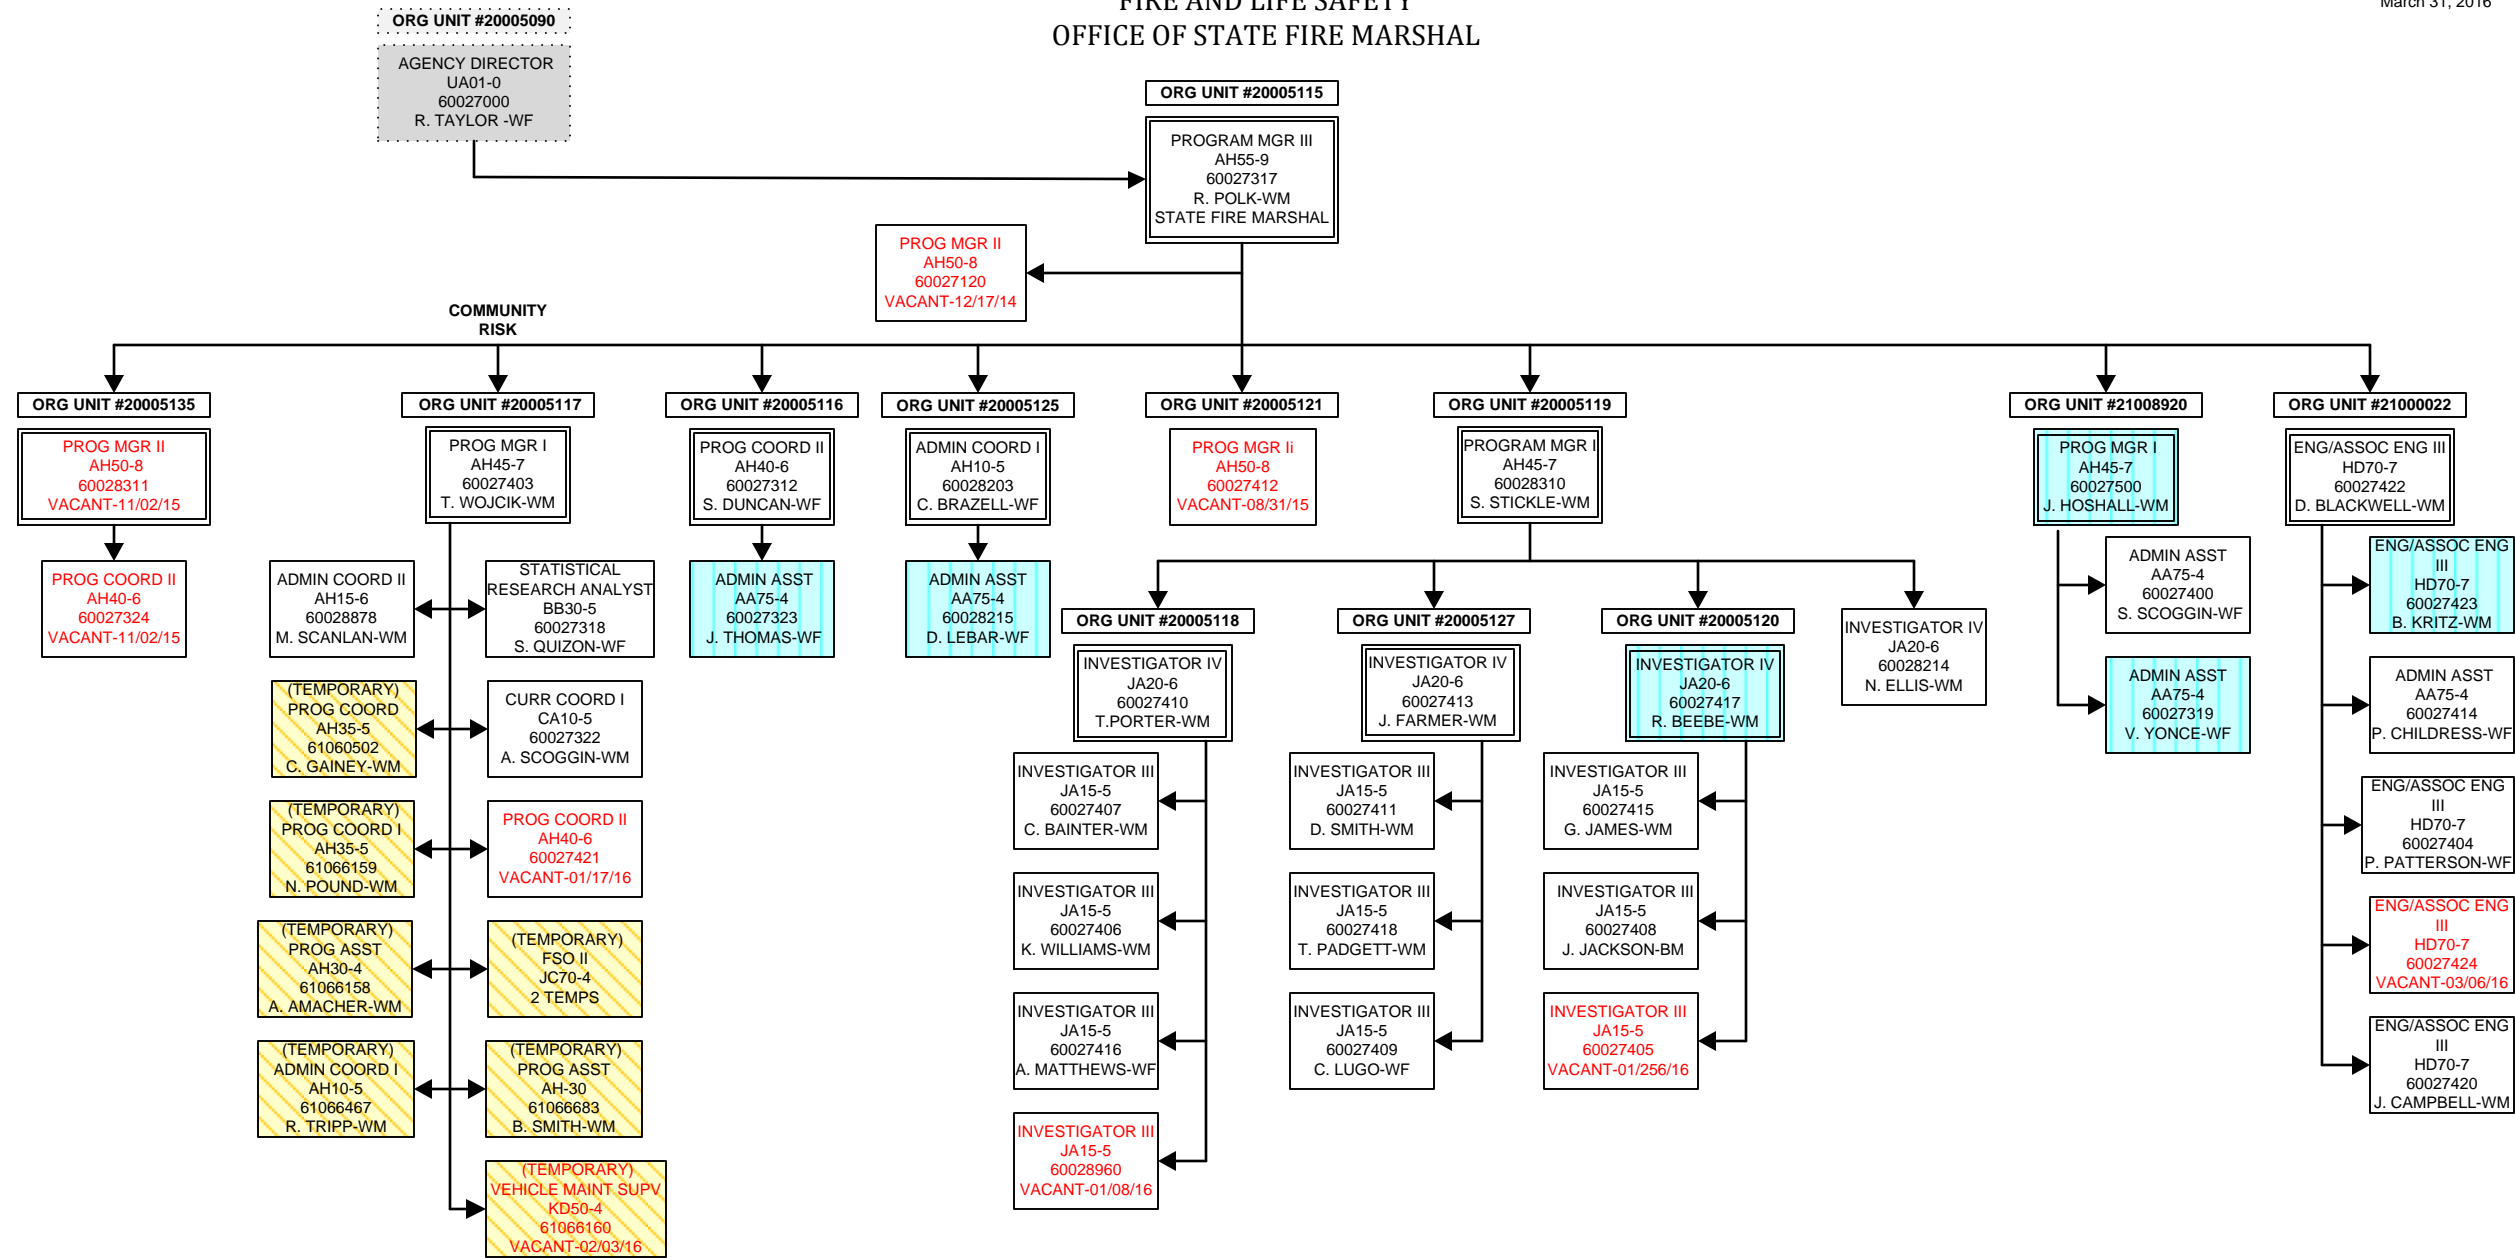 FIRE AND LIFE SAFETY
OFFICE OF STATE FIRE MARSHAL
March 31, 2016
ORG UNIT #20005090
AGENCY DIRECTOR
UA01-0
60027000
R. TAYLOR -WF
ORG UNIT #20005115
PROGRAM MGR III
AH55-9
60027317
R. POLK-WM
STATE FIRE MARSHAL
PROG MGR II
AH50-8
60027120
VACANT-12/17/14
COMMUNITY
RISK
ORG UNIT #20005135
PROG MGR II
AH50-8
60028311
VACANT-11/02/15
PROG COORD II
AH40-6
60027324
VACANT-11/02/15
ORG UNIT #20005117
PROG MGR I
AH45-7
60027403
T. WOJCIK-WM
ADMIN COORD II
AH15-6
60028878
M. SCANLAN-WM
STATISTICAL
RESEARCH ANALYST
BB30-5
60027318
S. QUIZON-WF
(TEMPORARY)
PROG COORD
AH35-5
61060502
C. GAINEY-WM
CURR COORD I
CA10-5
60027322
A. SCOGGIN-WM
(TEMPORARY)
PROG COORD I
AH35-5
61066159
N. POUND-WM
PROG COORD II
AH40-6
60027421
VACANT-01/17/16
(TEMPORARY)
PROG ASST
AH30-4
61066158
A. AMACHER-WM
(TEMPORARY)
FSO II
JC70-4
2 TEMPS
(TEMPORARY)
ADMIN COORD I
AH10-5
61066467
R. TRIPP-WM
(TEMPORARY)
PROG ASST
AH-30
61066683
B. SMITH-WM
(TEMPORARY)
VEHICLE MAINT SUPV
KD50-4
61066160
VACANT-02/03/16
ORG UNIT #20005116
PROG COORD II
AH40-6
60027312
S. DUNCAN-WF
ADMIN ASST
AA75-4
60027323
J. THOMAS-WF
ORG UNIT #20005125
ADMIN COORD I
AH10-5
60028203
C. BRAZELL-WF
ADMIN ASST
AA75-4
60028215
D. LEBAR-WF
ORG UNIT #20005121
PROG MGR Ii
AH50-8
60027412
VACANT-08/31/15
ORG UNIT #20005119
PROGRAM MGR I
AH45-7
60028310
S. STICKLE-WM
ORG UNIT #20005118
INVESTIGATOR IV
JA20-6
60027410
T.PORTER-WM
INVESTIGATOR III
JA15-5
60027407
C. BAINTER-WM
INVESTIGATOR III
JA15-5
60027406
K. WILLIAMS-WM
INVESTIGATOR III
JA15-5
60027416
A. MATTHEWS-WF
INVESTIGATOR III
JA15-5
60028960
VACANT-01/08/16
ORG UNIT #20005127
INVESTIGATOR IV
JA20-6
60027413
J. FARMER-WM
INVESTIGATOR III
JA15-5
60027411
D. SMITH-WM
INVESTIGATOR III
JA15-5
60027418
T. PADGETT-WM
INVESTIGATOR III
JA15-5
60027409
C. LUGO-WF
ORG UNIT #20005120
INVESTIGATOR IV
JA20-6
60027417
R. BEEBE-WM
INVESTIGATOR III
JA15-5
60027415
G. JAMES-WM
INVESTIGATOR III
JA15-5
60027408
J. JACKSON-BM
INVESTIGATOR III
JA15-5
60027405
VACANT-01/256/16
INVESTIGATOR IV
JA20-6
60028214
N. ELLIS-WM
ORG UNIT #21008920
PROG MGR I
AH45-7
60027500
J. HOSHALL-WM
ADMIN ASST
AA75-4
60027400
S. SCOGGIN-WF
ADMIN ASST
AA75-4
60027319
V. YONCE-WF
ORG UNIT #21000022
ENG/ASSOC ENG III
HD70-7
60027422
D. BLACKWELL-WM
ENG/ASSOC ENG
III
HD70-7
60027423
B. KRITZ-WM
ADMIN ASST
AA75-4
60027414
P. CHILDRESS-WF
ENG/ASSOC ENG
III
HD70-7
60027404
P. PATTERSON-WF
ENG/ASSOC ENG
III
HD70-7
60027424
VACANT-03/06/16
ENG/ASSOC ENG
III
HD70-7
60027420
J. CAMPBELL-WM